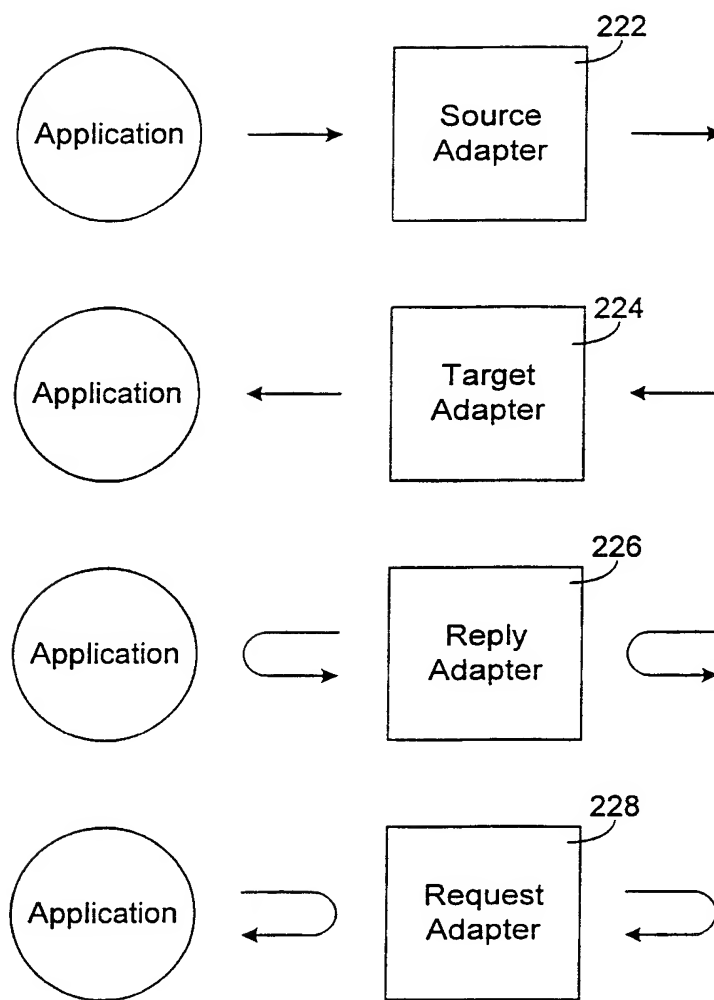 222
Application
Source
Adapter
224
Application
Target
Adapter
226
Application
Reply
Adapter
228
Application
Request
Adapter